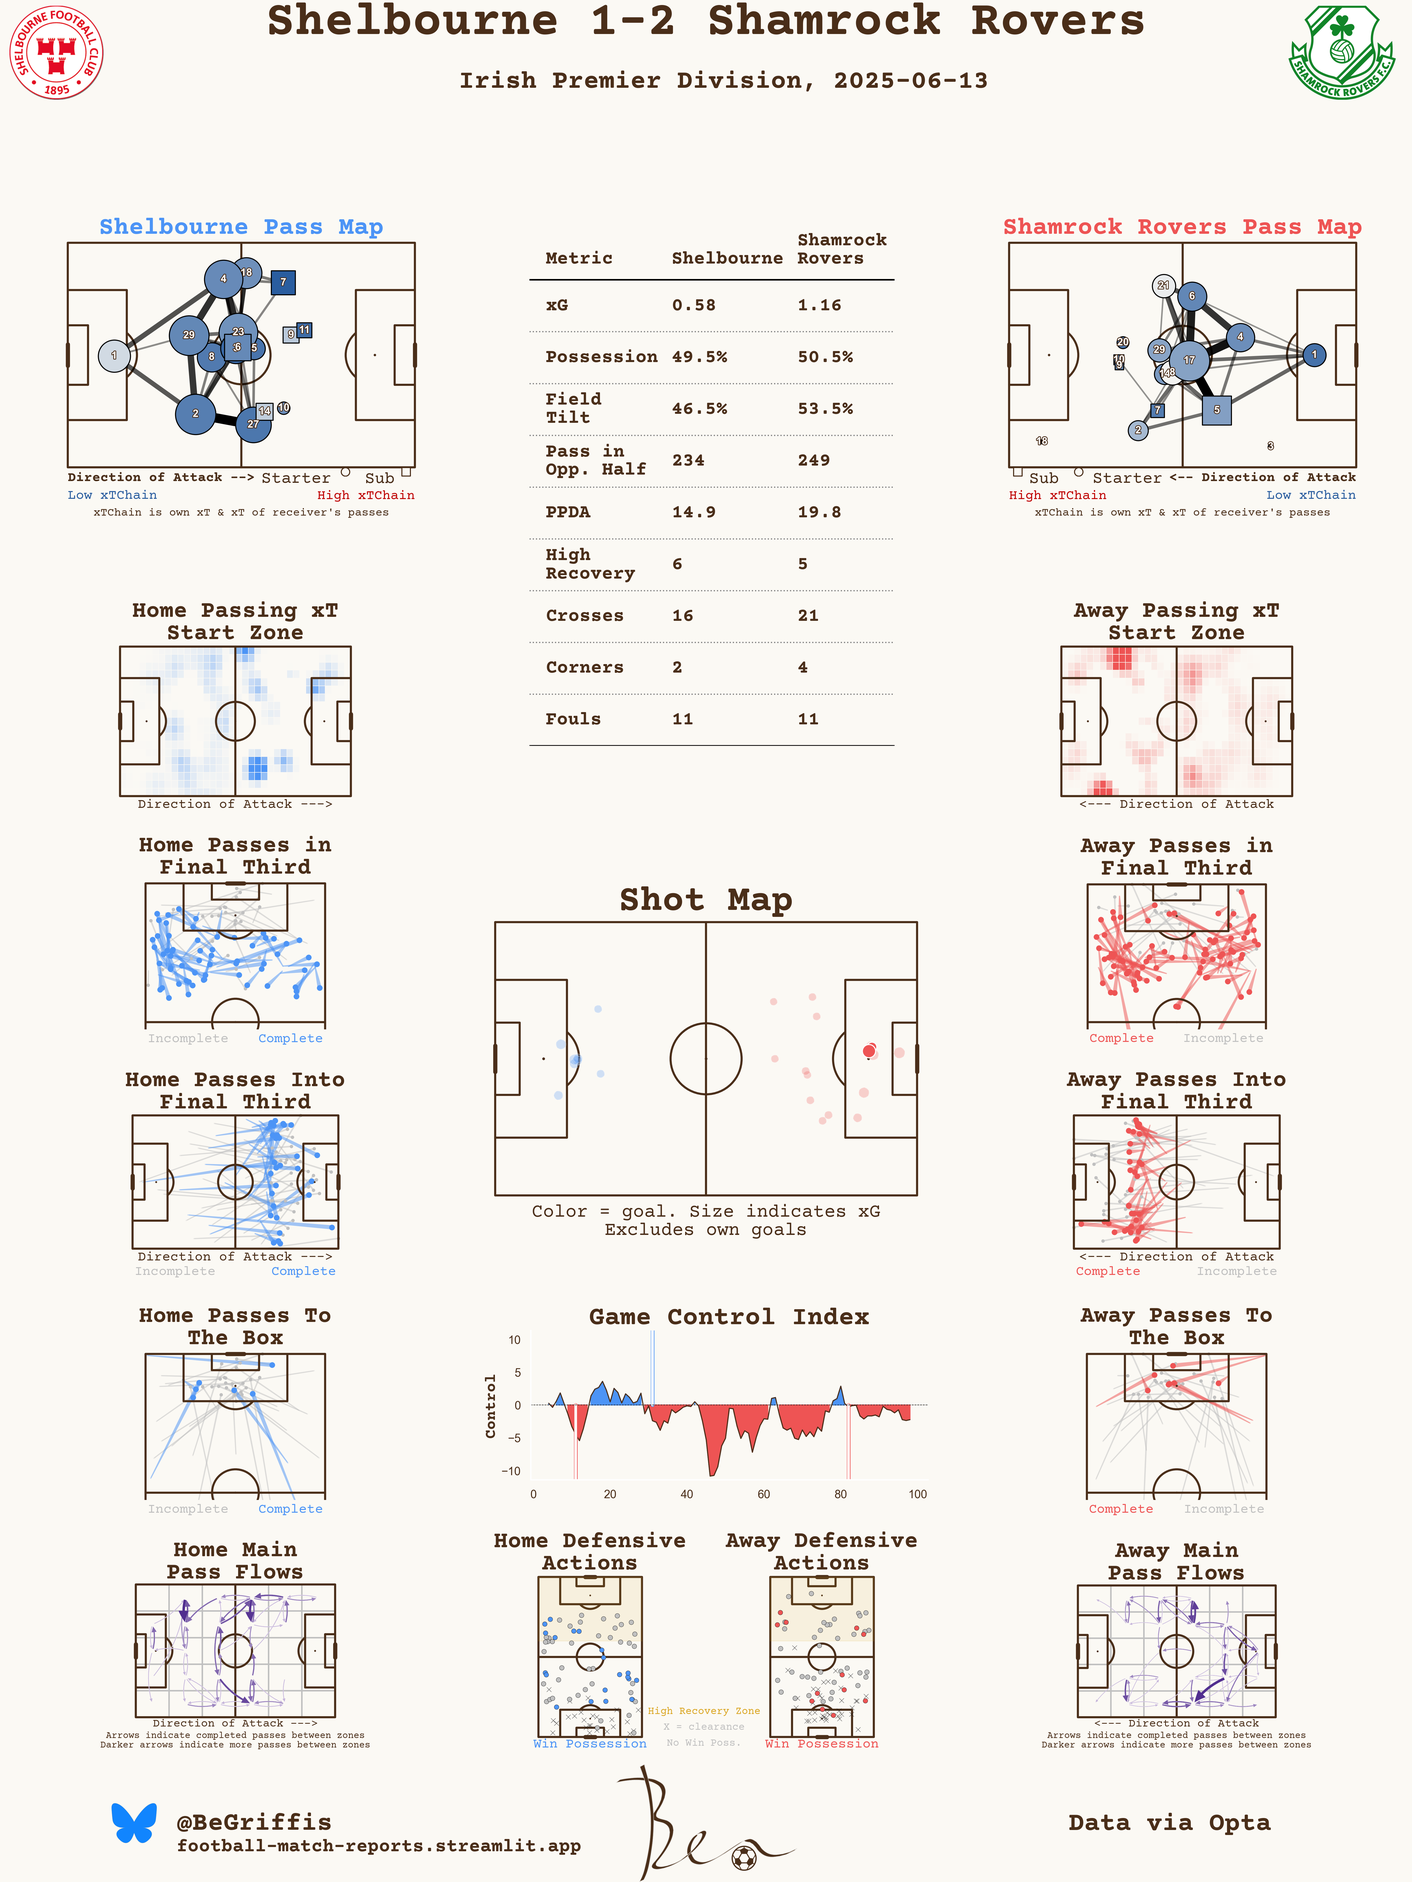 Shelbourne 1-2 Shamrock Rovers
Irish Premier Division, 2025-06-13
SHELBOURNE FOOTBALL CLUB
1895
SHAMROCK ROVERS F.C.
Shelbourne Pass Map
4
18
7
29
23
9
11
1
8
6
5
2
14
10
27
Direction of Attack --> Starter Sub
Low xTChain High xTChain
xTChain is own xT & xT of receiver's passes
Metric Shelbourne Shamrock Rovers
xG 0.58 1.16
Possession 49.5% 50.5%
Field Tilt 46.5% 53.5%
Pass in Opp. Half 234 249
PPDA 14.9 19.8
High Recovery 6 5
Crosses 16 21
Corners 2 4
Fouls 11 11
Shamrock Rovers Pass Map
21
6
20
29
4
10
9
17
1
14
8
7
5
2
18
3
Sub Starter <-- Direction of Attack
High xTChain Low xTChain
xTChain is own xT & xT of receiver's passes
Home Passing xT
Start Zone
Direction of Attack --->
Away Passing xT
Start Zone
<--- Direction of Attack
Home Passes in
Final Third
Incomplete Complete
Shot Map
Color = goal. Size indicates xG
Excludes own goals
Away Passes in
Final Third
Complete Incomplete
Home Passes Into
Final Third
Direction of Attack --->
Incomplete Complete
Away Passes Into
Final Third
<--- Direction of Attack
Complete Incomplete
Home Passes To
The Box
Incomplete Complete
Game Control Index
Control
10
5
0
−5
−10
0 20 40 60 80 100
Away Passes To
The Box
Complete Incomplete
Home Main
Pass Flows
Direction of Attack --->
Arrows indicate completed passes between zones
Darker arrows indicate more passes between zones
Home Defensive
Actions
Win Possession
Away Defensive
Actions
Win Possession
High Recovery Zone
X = clearance
No Win Poss.
Away Main
Pass Flows
<--- Direction of Attack
Arrows indicate completed passes between zones
Darker arrows indicate more passes between zones
@BeGriffis
football-match-reports.streamlit.app
Ben
Data via Opta